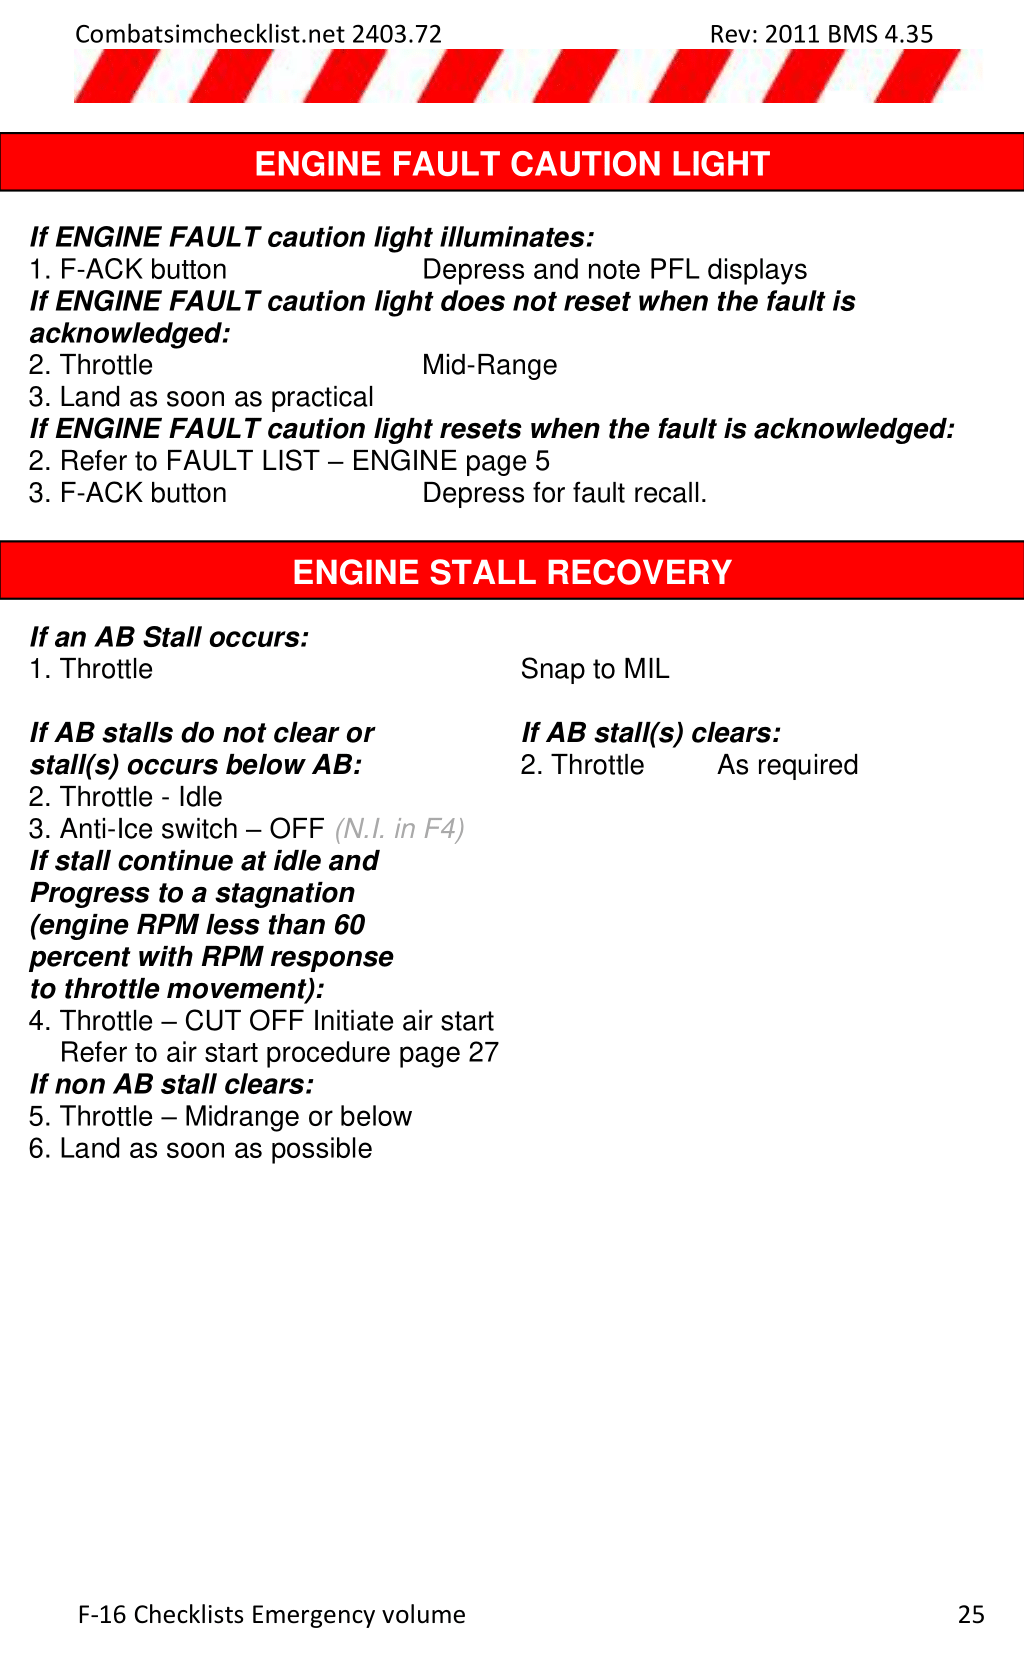 Combatsimchecklist.net 2403.72 Rev: 2011 BMS 4.35
ENGINE FAULT CAUTION LIGHT
If ENGINE FAULT caution light illuminates:
1. F-ACK button Depress and note PFL displays
If ENGINE FAULT caution light does not reset when the fault is
acknowledged:
2. Throttle Mid-Range
3. Land as soon as practical
If ENGINE FAULT caution light resets when the fault is acknowledged:
2. Refer to FAULT LIST – ENGINE page 5
3. F-ACK button Depress for fault recall.
ENGINE STALL RECOVERY
If an AB Stall occurs:
1. Throttle Snap to MIL
If AB stalls do not clear or
stall(s) occurs below AB:
2. Throttle - Idle
3. Anti-Ice switch – OFF (N.I. in F4)
If stall continue at idle and
Progress to a stagnation
(engine RPM less than 60
percent with RPM response
to throttle movement):
4. Throttle – CUT OFF Initiate air start
Refer to air start procedure page 27
If non AB stall clears:
5. Throttle – Midrange or below
6. Land as soon as possible
If AB stall(s) clears:
2. Throttle As required
F-16 Checklists Emergency volume 25